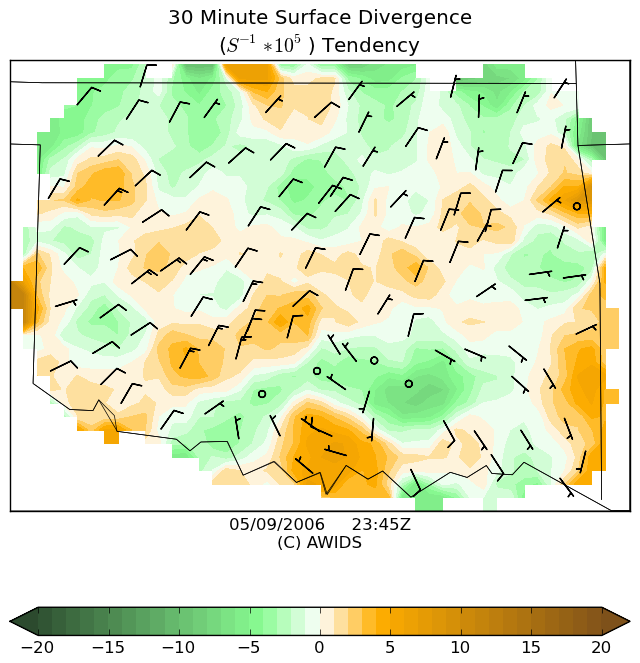 30 Minute Surface Divergence
(S⁻¹ *10⁵ ) Tendency
05/09/2006 23:45Z
(C) AWIDS
−20 −15 −10 −5 0 5 10 15 20